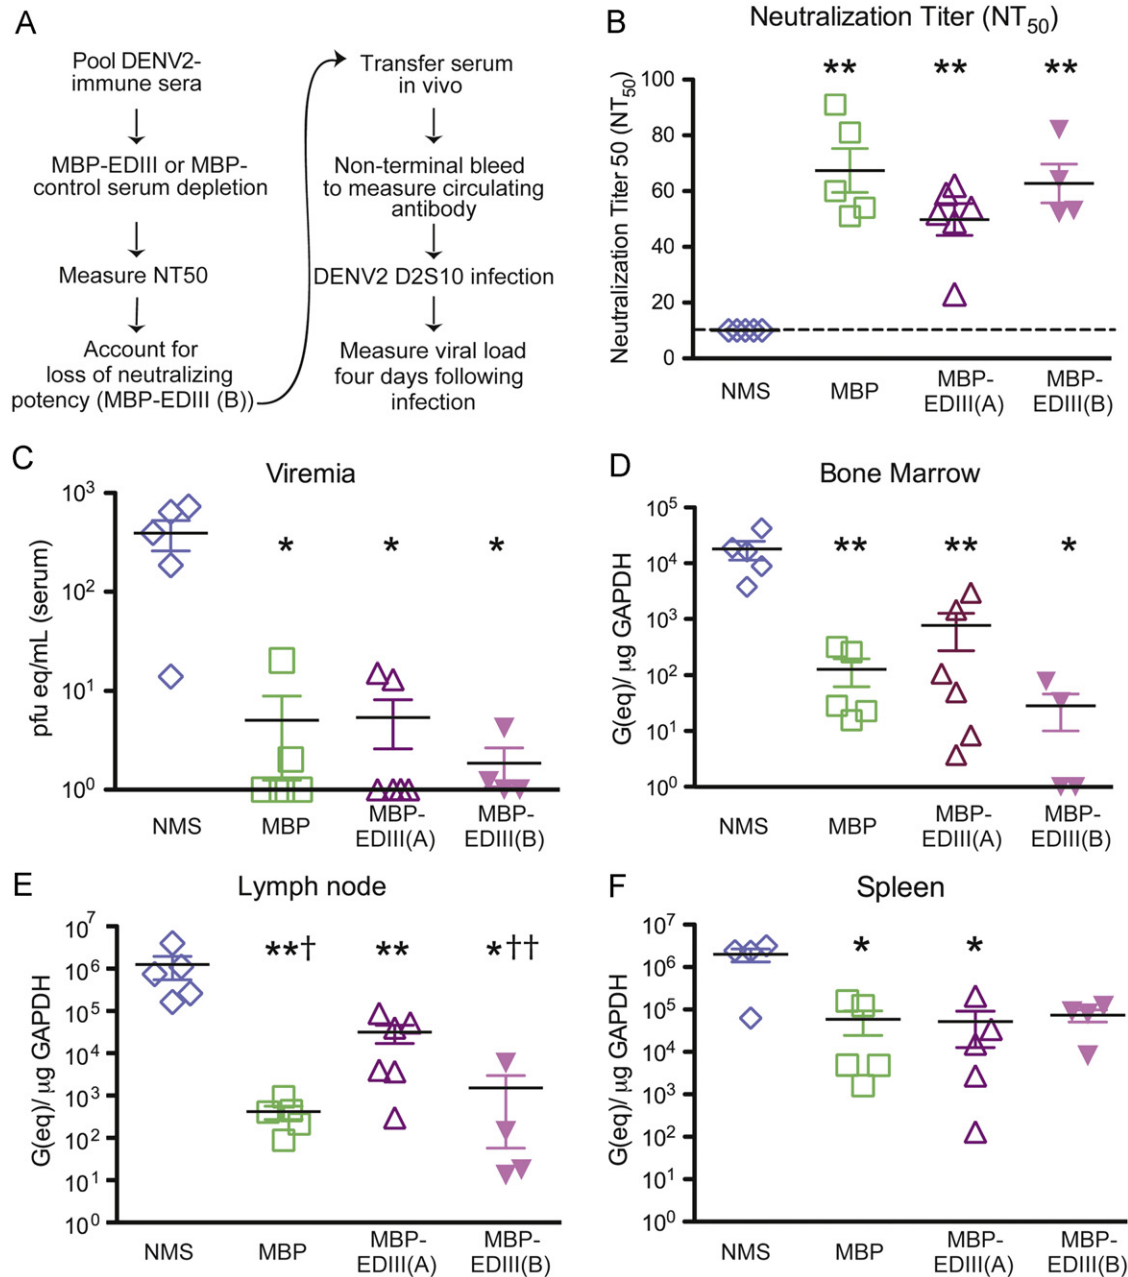 A
Pool DENV2-
immune sera
MBP-EDIII or MBP-
control serum depletion
Measure NT50
Account for
loss of neutralizing
potency (MBP-EDIII (B))
Transfer serum
in vivo
Non-terminal bleed
to measure circulating
antibody
DENV2 D2S10 infection
Measure viral load
four days following
infection
B
Neutralization Titer (NT50)
Neutralization Titer 50 (NT50)
100
80
60
40
20
0
** ** **
NMS
MBP
MBP-
EDIII(A)
MBP-
EDIII(B)
C
Viremia
pfu eq/mL (serum)
10^3
10^2
10^1
10^0
* * *
NMS
MBP
MBP-
EDIII(A)
MBP-
EDIII(B)
D
Bone Marrow
G(eq)/ µg GAPDH
10^5
10^4
10^3
10^2
10^1
10^0
** ** *
NMS
MBP
MBP-
EDIII(A)
MBP-
EDIII(B)
E
Lymph node
G(eq)/ µg GAPDH
10^7
10^6
10^5
10^4
10^3
10^2
10^1
10^0
**† ** *††
NMS
MBP
MBP-
EDIII(A)
MBP-
EDIII(B)
F
Spleen
G(eq)/ µg GAPDH
10^7
10^6
10^5
10^4
10^3
10^2
10^1
10^0
* *
NMS
MBP
MBP-
EDIII(A)
MBP-
EDIII(B)